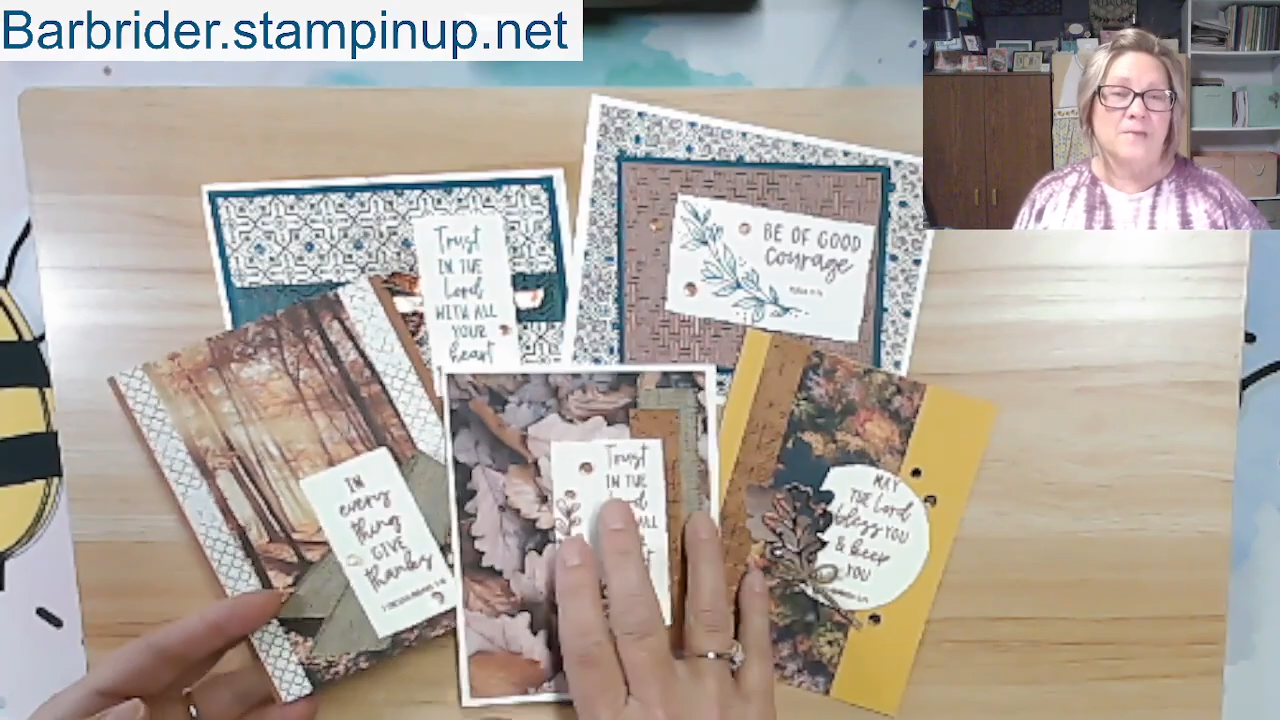 Barbrider.stampinup.net
Trust
IN THE
Lord
WITH ALL
YOUR
heart
BE OF GOOD
Courage
IN
every
thing
GIVE
thanks
Trust
IN THE
Lord
MAY
THE Lord
bless YOU
& keep
YOU